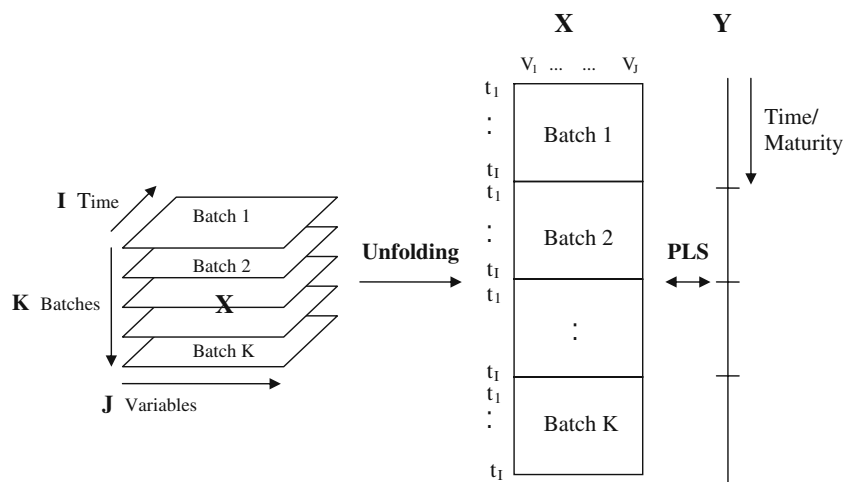 X Y
V1 ... ... VJ
t1
:
tI
Batch 1
Time/
Maturity
I Time
Batch 1
Batch 2
X
Batch K
K Batches
J Variables
Unfolding
t1
:
tI
Batch 2
PLS
t1
:
tI
t1
:
tI
Batch K